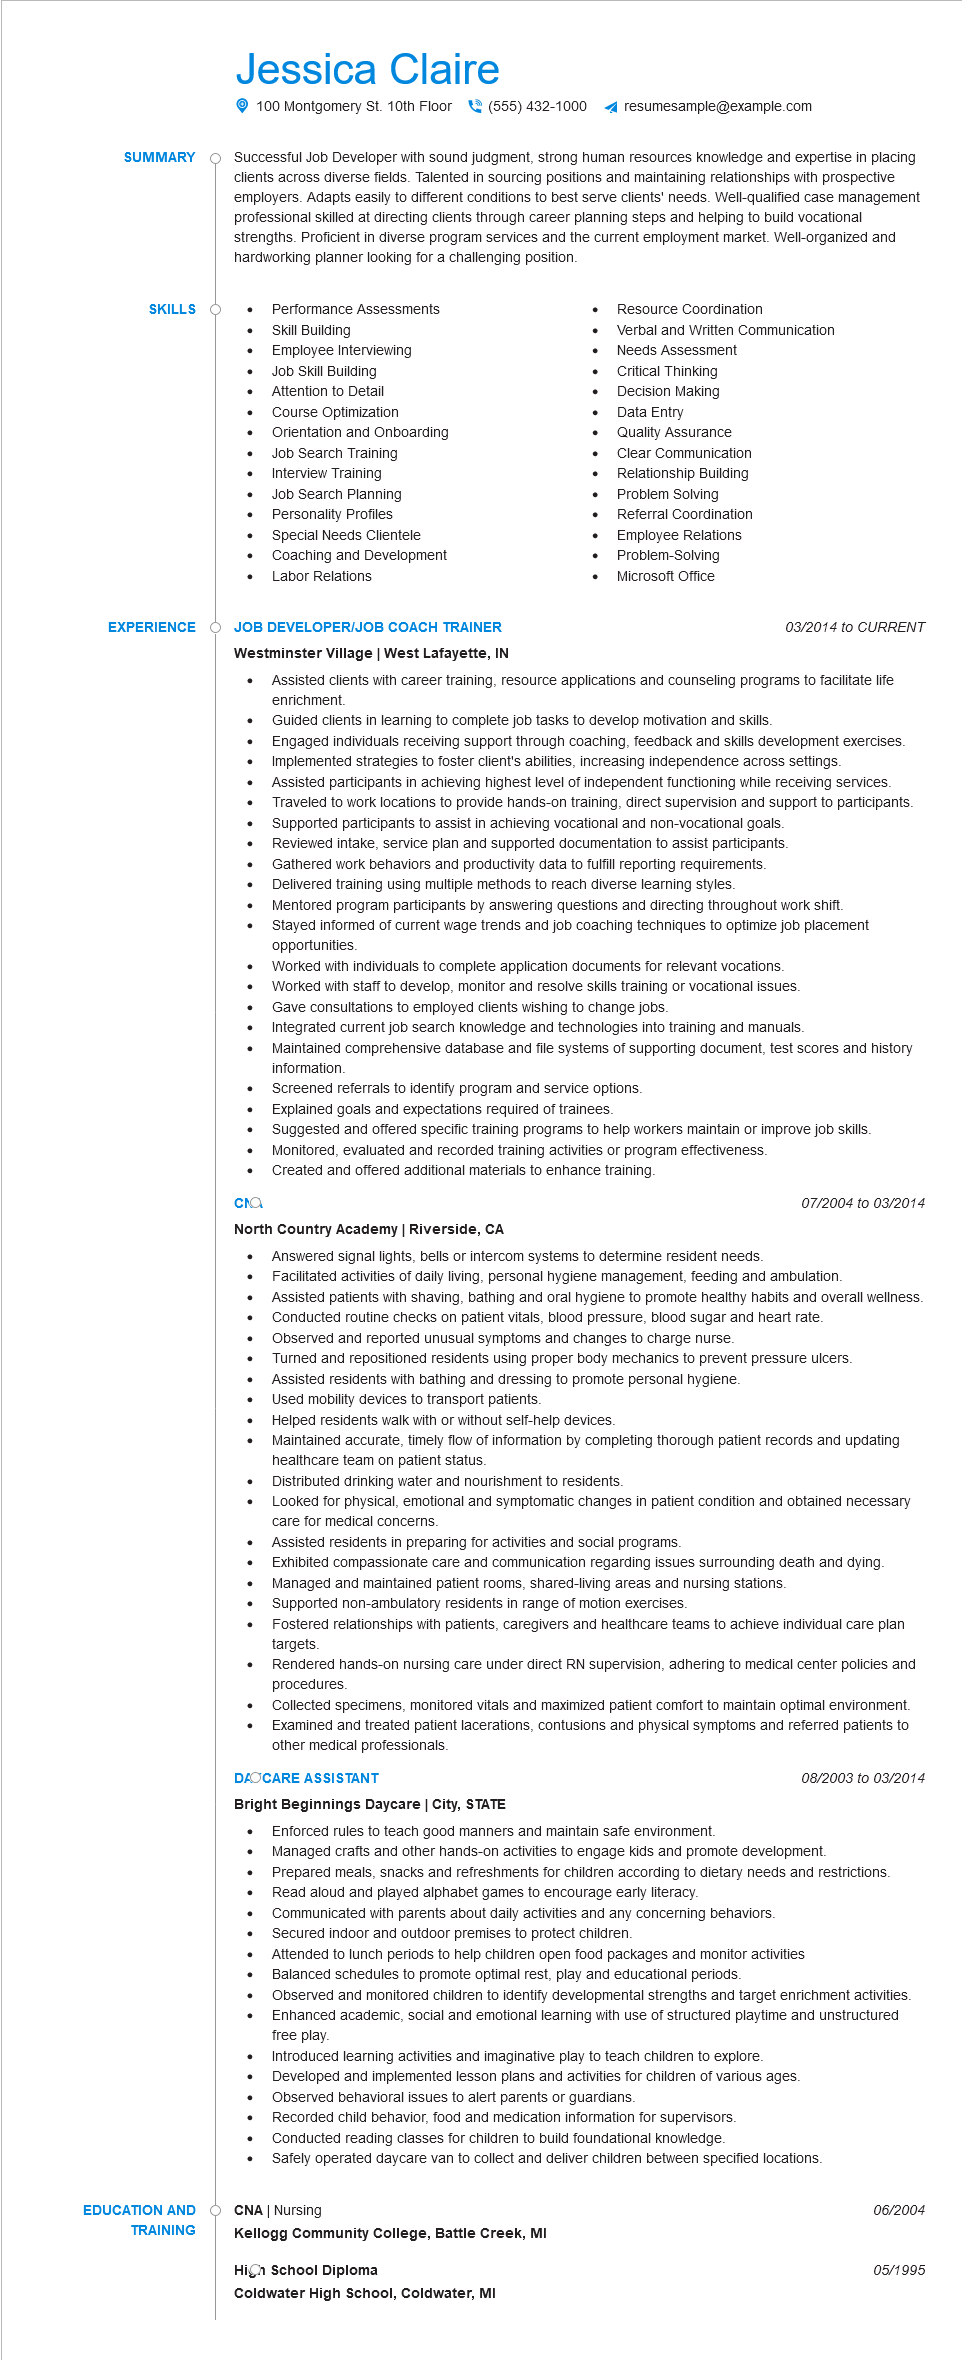 Jessica Claire
100 Montgomery St. 10th Floor (555) 432-1000 resumesample@example.com
SUMMARY
Successful Job Developer with sound judgment, strong human resources knowledge and expertise in placing
clients across diverse fields. Talented in sourcing positions and maintaining relationships with prospective
employers. Adapts easily to different conditions to best serve clients' needs. Well-qualified case management
professional skilled at directing clients through career planning steps and helping to build vocational
strengths. Proficient in diverse program services and the current employment market. Well-organized and
hardworking planner looking for a challenging position.
SKILLS
• Performance Assessments
• Skill Building
• Employee Interviewing
• Job Skill Building
• Attention to Detail
• Course Optimization
• Orientation and Onboarding
• Job Search Training
• Interview Training
• Job Search Planning
• Personality Profiles
• Special Needs Clientele
• Coaching and Development
• Labor Relations
• Resource Coordination
• Verbal and Written Communication
• Needs Assessment
• Critical Thinking
• Decision Making
• Data Entry
• Quality Assurance
• Clear Communication
• Relationship Building
• Problem Solving
• Referral Coordination
• Employee Relations
• Problem-Solving
• Microsoft Office
EXPERIENCE
JOB DEVELOPER/JOB COACH TRAINER 03/2014 to CURRENT
Westminster Village | West Lafayette, IN
• Assisted clients with career training, resource applications and counseling programs to facilitate life
enrichment.
• Guided clients in learning to complete job tasks to develop motivation and skills.
• Engaged individuals receiving support through coaching, feedback and skills development exercises.
• Implemented strategies to foster client's abilities, increasing independence across settings.
• Assisted participants in achieving highest level of independent functioning while receiving services.
• Traveled to work locations to provide hands-on training, direct supervision and support to participants.
• Supported participants to assist in achieving vocational and non-vocational goals.
• Reviewed intake, service plan and supported documentation to assist participants.
• Gathered work behaviors and productivity data to fulfill reporting requirements.
• Delivered training using multiple methods to reach diverse learning styles.
• Mentored program participants by answering questions and directing throughout work shift.
• Stayed informed of current wage trends and job coaching techniques to optimize job placement
opportunities.
• Worked with individuals to complete application documents for relevant vocations.
• Worked with staff to develop, monitor and resolve skills training or vocational issues.
• Gave consultations to employed clients wishing to change jobs.
• Integrated current job search knowledge and technologies into training and manuals.
• Maintained comprehensive database and file systems of supporting document, test scores and history
information.
• Screened referrals to identify program and service options.
• Explained goals and expectations required of trainees.
• Suggested and offered specific training programs to help workers maintain or improve job skills.
• Monitored, evaluated and recorded training activities or program effectiveness.
• Created and offered additional materials to enhance training.
CNA 07/2004 to 03/2014
North Country Academy | Riverside, CA
• Answered signal lights, bells or intercom systems to determine resident needs.
• Facilitated activities of daily living, personal hygiene management, feeding and ambulation.
• Assisted patients with shaving, bathing and oral hygiene to promote healthy habits and overall wellness.
• Conducted routine checks on patient vitals, blood pressure, blood sugar and heart rate.
• Observed and reported unusual symptoms and changes to charge nurse.
• Turned and repositioned residents using proper body mechanics to prevent pressure ulcers.
• Assisted residents with bathing and dressing to promote personal hygiene.
• Used mobility devices to transport patients.
• Helped residents walk with or without self-help devices.
• Maintained accurate, timely flow of information by completing thorough patient records and updating
healthcare team on patient status.
• Distributed drinking water and nourishment to residents.
• Looked for physical, emotional and symptomatic changes in patient condition and obtained necessary
care for medical concerns.
• Assisted residents in preparing for activities and social programs.
• Exhibited compassionate care and communication regarding issues surrounding death and dying.
• Managed and maintained patient rooms, shared-living areas and nursing stations.
• Supported non-ambulatory residents in range of motion exercises.
• Fostered relationships with patients, caregivers and healthcare teams to achieve individual care plan
targets.
• Rendered hands-on nursing care under direct RN supervision, adhering to medical center policies and
procedures.
• Collected specimens, monitored vitals and maximized patient comfort to maintain optimal environment.
• Examined and treated patient lacerations, contusions and physical symptoms and referred patients to
other medical professionals.
DAYCARE ASSISTANT 08/2003 to 03/2014
Bright Beginnings Daycare | City, STATE
• Enforced rules to teach good manners and maintain safe environment.
• Managed crafts and other hands-on activities to engage kids and promote development.
• Prepared meals, snacks and refreshments for children according to dietary needs and restrictions.
• Read aloud and played alphabet games to encourage early literacy.
• Communicated with parents about daily activities and any concerning behaviors.
• Secured indoor and outdoor premises to protect children.
• Attended to lunch periods to help children open food packages and monitor activities
• Balanced schedules to promote optimal rest, play and educational periods.
• Observed and monitored children to identify developmental strengths and target enrichment activities.
• Enhanced academic, social and emotional learning with use of structured playtime and unstructured
free play.
• Introduced learning activities and imaginative play to teach children to explore.
• Developed and implemented lesson plans and activities for children of various ages.
• Observed behavioral issues to alert parents or guardians.
• Recorded child behavior, food and medication information for supervisors.
• Conducted reading classes for children to build foundational knowledge.
• Safely operated daycare van to collect and deliver children between specified locations.
EDUCATION AND
TRAINING
CNA | Nursing 06/2004
Kellogg Community College, Battle Creek, MI
High School Diploma 05/1995
Coldwater High School, Coldwater, MI